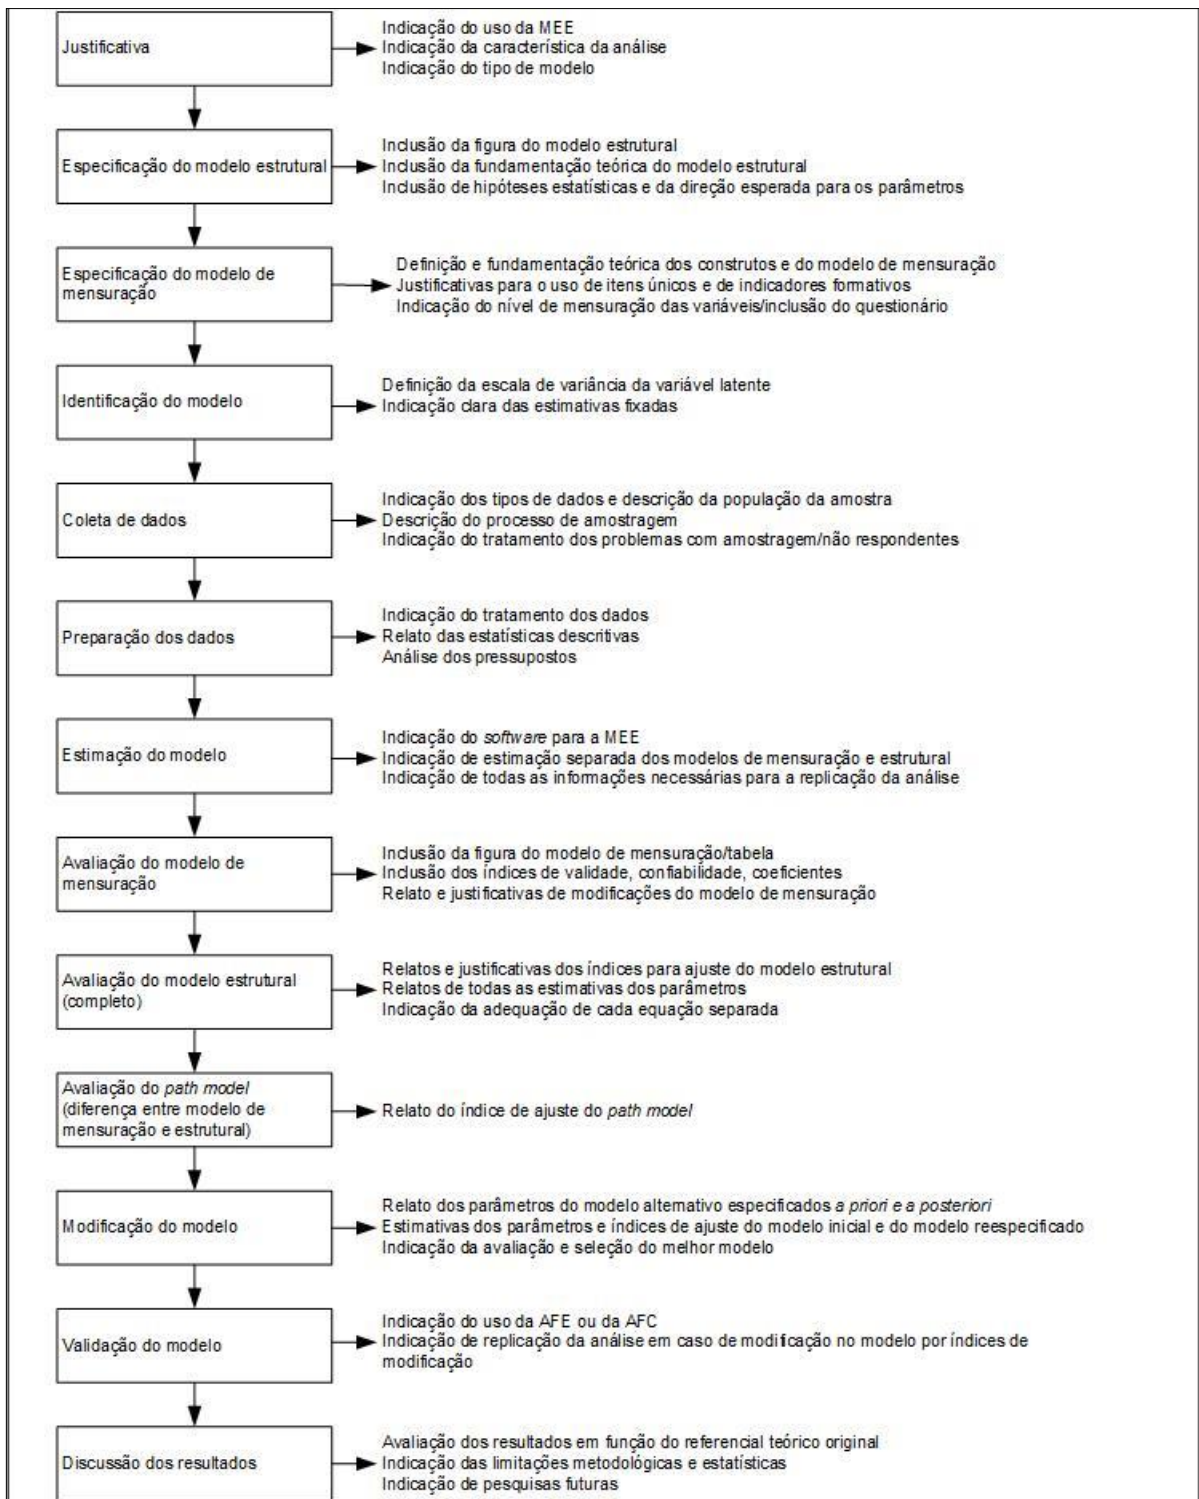 Justificativa
Indicação do uso da MEE
Indicação da característica da análise
Indicação do tipo de modelo
Especificação do modelo estrutural
Inclusão da figura do modelo estrutural
Inclusão da fundamentação teórica do modelo estrutural
Inclusão de hipóteses estatísticas e da direção esperada para os parâmetros
Especificação do modelo de
mensuração
Definição e fundamentação teórica dos construtos e do modelo de mensuração
Justificativas para o uso de itens únicos e de indicadores formativos
Indicação do nível de mensuração das variáveis/inclusão do questionário
Identificação do modelo
Definição da escala de variância da variável latente
Indicação clara das estimativas fixadas
Coleta de dados
Indicação dos tipos de dados e descrição da população da amostra
Descrição do processo de amostragem
Indicação do tratamento dos problemas com amostragem/não respondentes
Preparação dos dados
Indicação do tratamento dos dados
Relato das estatísticas descritivas
Análise dos pressupostos
Estimação do modelo
Indicação do software para a MEE
Indicação de estimação separada dos modelos de mensuração e estrutural
Indicação de todas as informações necessárias para a replicação da análise
Avaliação do modelo de
mensuração
Inclusão da figura do modelo de mensuração/tabela
Inclusão dos índices de validade, confiabilidade, coeficientes
Relato e justificativas de modificações do modelo de mensuração
Avaliação do modelo estrutural
(completo)
Relatos e justificativas dos índices para ajuste do modelo estrutural
Relatos de todas as estimativas dos parâmetros
Indicação da adequação de cada equação separada
Avaliação do path model
(diferença entre modelo de
mensuração e estrutural)
Relato do índice de ajuste do path model
Modificação do modelo
Relato dos parâmetros do modelo alternativo especificados a priori e a posteriori
Estimativas dos parâmetros e índices de ajuste do modelo inicial e do modelo reespecificado
Indicação da avaliação e seleção do melhor modelo
Validação do modelo
Indicação do uso da AFE ou da AFC
Indicação de replicação da análise em caso de modificação no modelo por índices de
modificação
Discussão dos resultados
Avaliação dos resultados em função do referencial teórico original
Indicação das limitações metodológicas e estatísticas
Indicação de pesquisas futuras